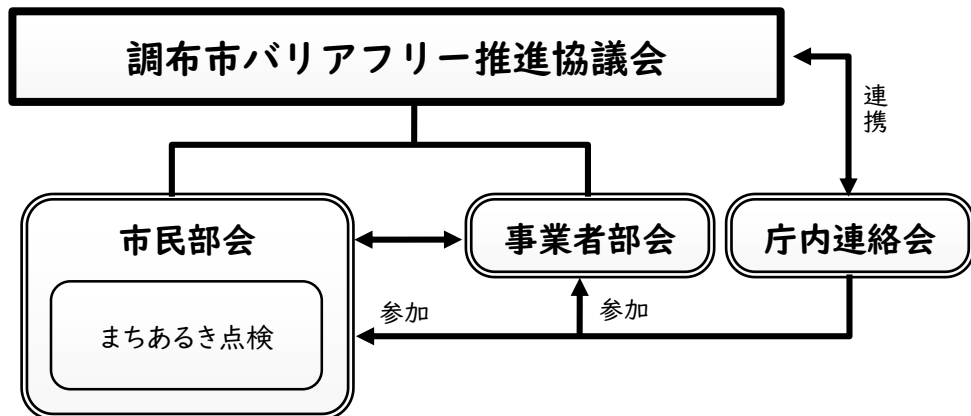 調布市バリアフリー推進協議会
連携
市民部会
事業者部会
庁内連絡会
まちあるき点検
参加
参加